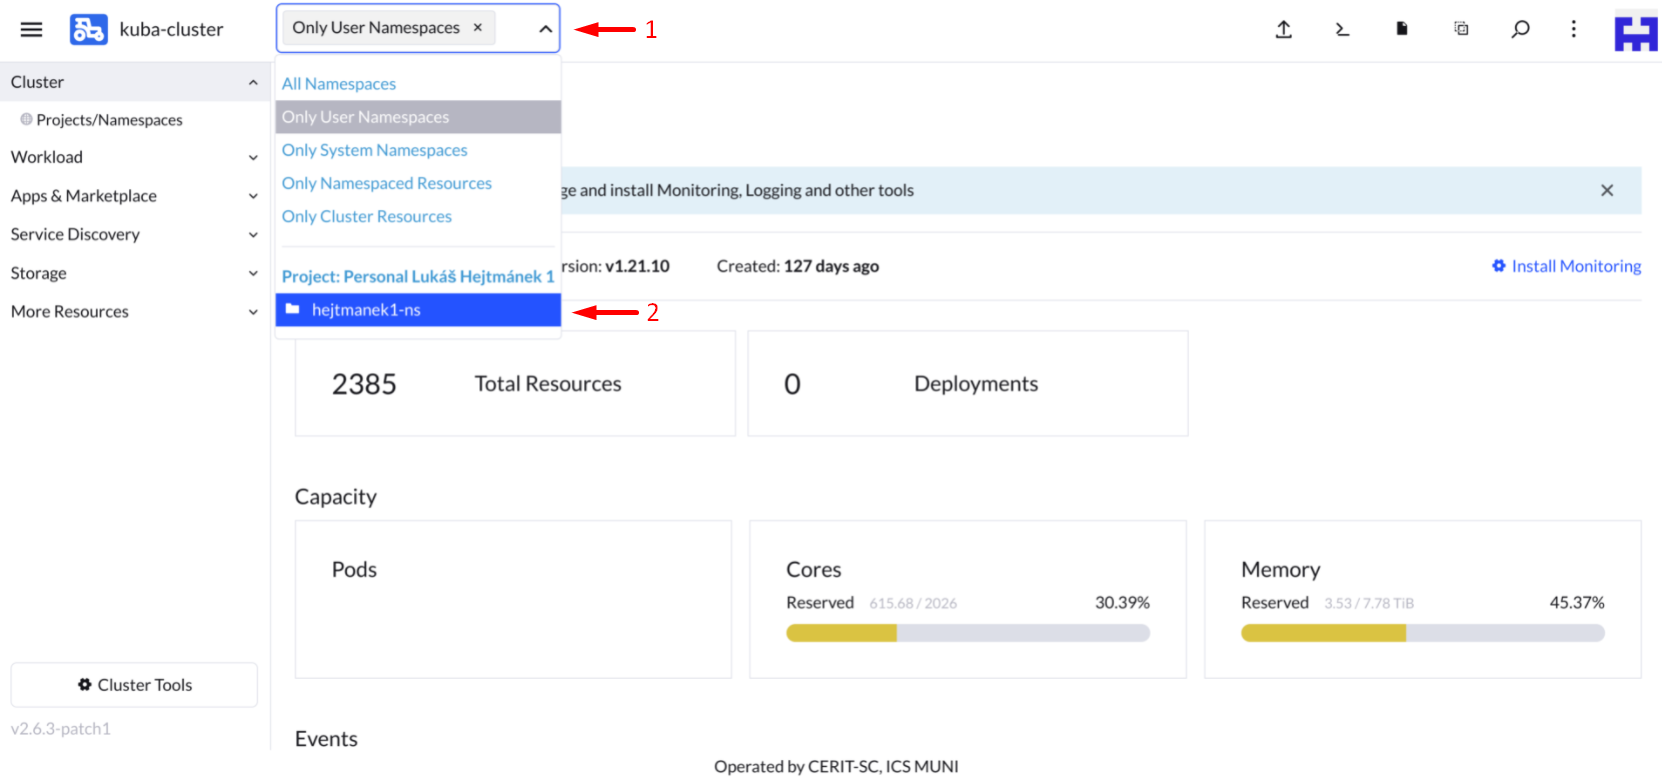 kuba-cluster
Only User Namespaces ×
1
Cluster
Projects/Namespaces
Workload
Apps & Marketplace
Service Discovery
Storage
More Resources
All Namespaces
Only User Namespaces
Only System Namespaces
Only Namespaced Resources
Only Cluster Resources
Project: Personal Lukáš Hejtmánek 1
hejtmanek1-ns
2
ge and install Monitoring, Logging and other tools
rsion: v1.21.10 Created: 127 days ago Install Monitoring
2385 Total Resources
0 Deployments
Capacity
Pods
Cores
Reserved 615.68 / 2026 30.39%
Memory
Reserved 3.53 / 7.78 TiB 45.37%
Events
Cluster Tools
v2.6.3-patch1
Operated by CERIT-SC, ICS MUNI